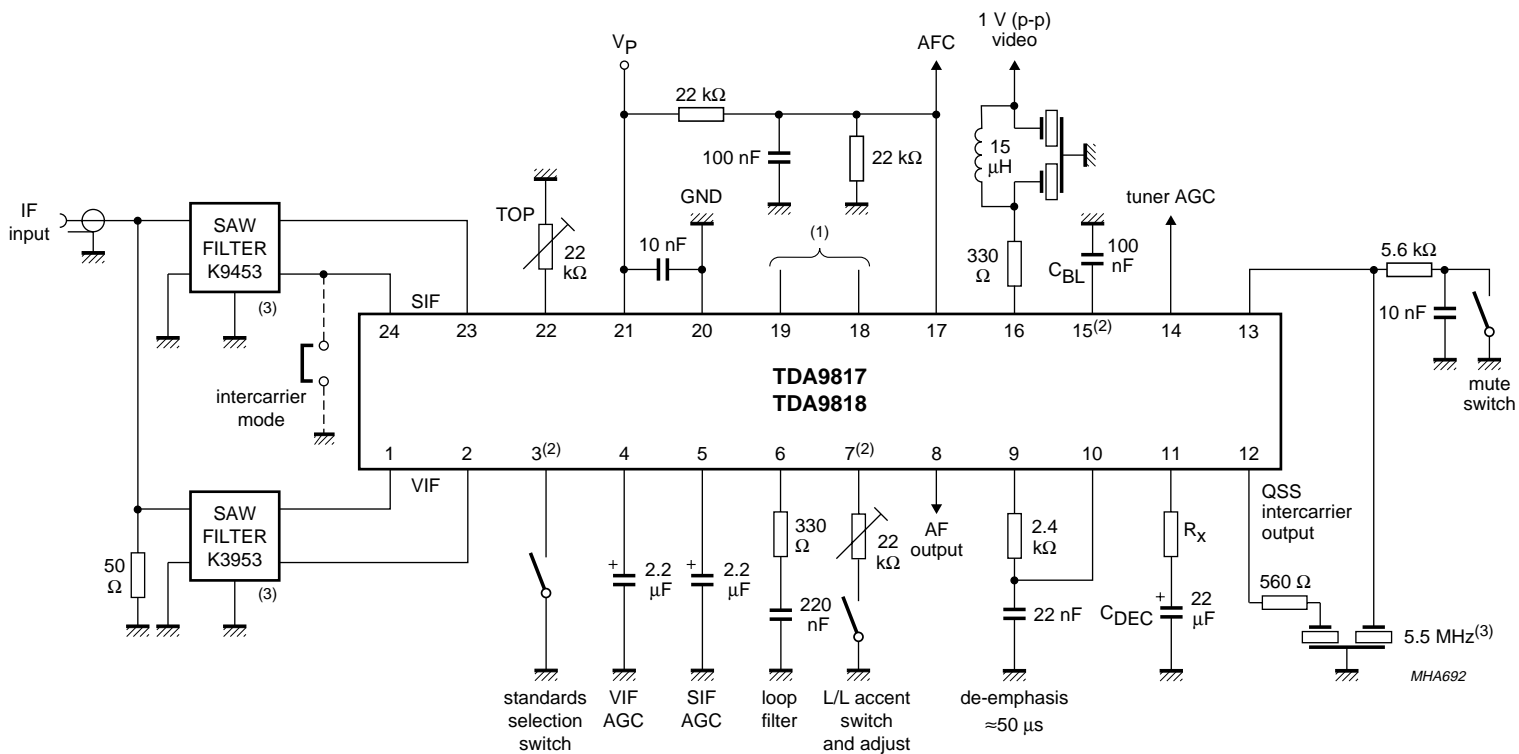 1 V (p-p)
video
VP
AFC
22 kΩ
100 nF
22 kΩ
15
μH
GND
tuner AGC
IF
input
SAW
FILTER
K9453
(3)
TOP
22
kΩ
10 nF
(1)
330
Ω
CBL
100
nF
5.6 kΩ
10 nF
mute
switch
SIF
24
23
22
21
20
19
18
17
16
15(2)
14
13
intercarrier
mode
TDA9817
TDA9818
1
2
3(2)
4
5
6
7(2)
8
9
10
11
12
VIF
SAW
FILTER
K3953
(3)
50
Ω
+
2.2
μF
+
2.2
μF
330
Ω
220
nF
22
kΩ
AF
output
2.4
kΩ
22 nF
RX
CDEC
+
22
μF
QSS
intercarrier
output
560 Ω
5.5 MHz(3)
MHA692
standards
selection
switch
VIF
AGC
SIF
AGC
loop
filter
L/L accent
switch
and adjust
de-emphasis
≈50 μs